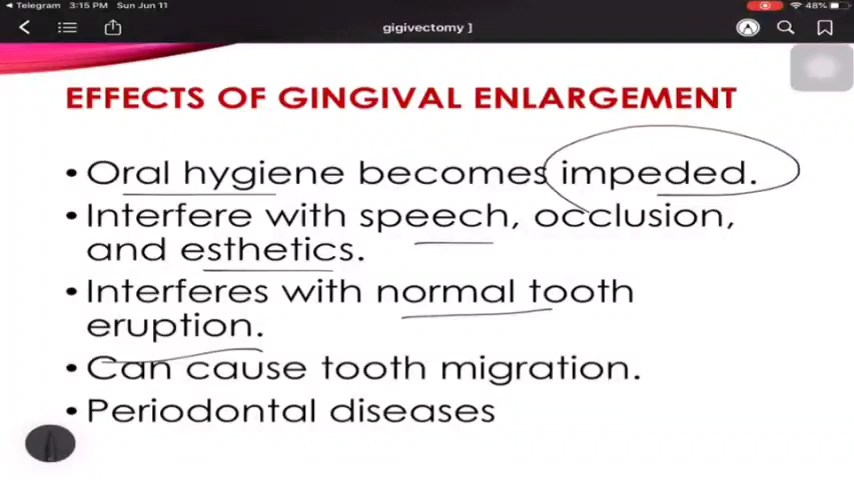 Telegram 3:15 PM Sun Jun 11 48%
gigivectomy ]
EFFECTS OF GINGIVAL ENLARGEMENT
• Oral hygiene becomes impeded.
• Interfere with speech, occlusion,
and esthetics.
• Interferes with normal tooth
eruption.
• Can cause tooth migration.
• Periodontal diseases